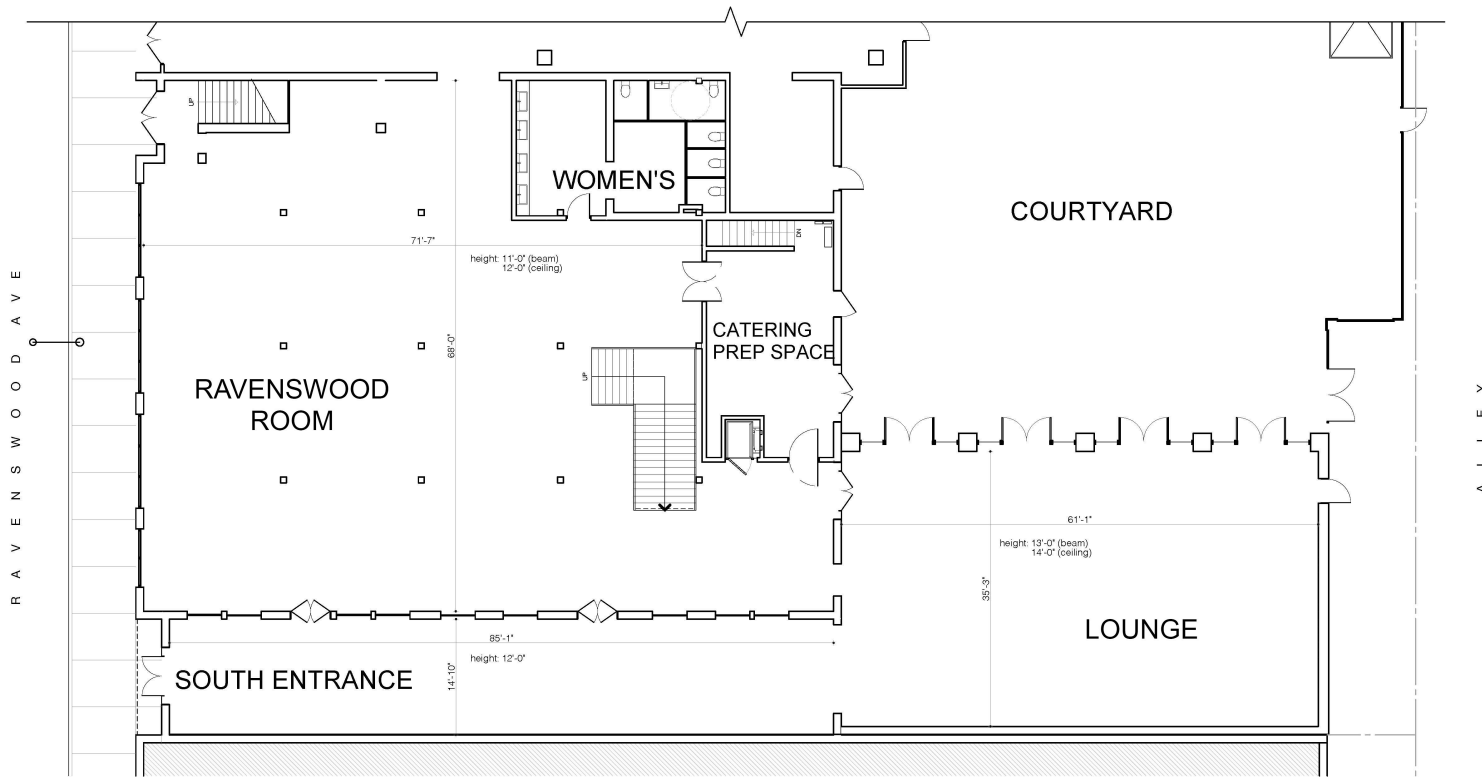 UP
WOMEN'S
COURTYARD
71'-7"
DN
height: 11'-0" (beam)
12'-0" (ceiling)
RAVENSWOOD AVE
CATERING
PREP SPACE
68'-0"
UP
RAVENSWOOD
ROOM
ALLEY
61'-1"
height: 13'-0" (beam)
14'-0" (ceiling)
35'-3"
LOUNGE
85'-1"
height: 12'-0"
14'-10"
SOUTH ENTRANCE